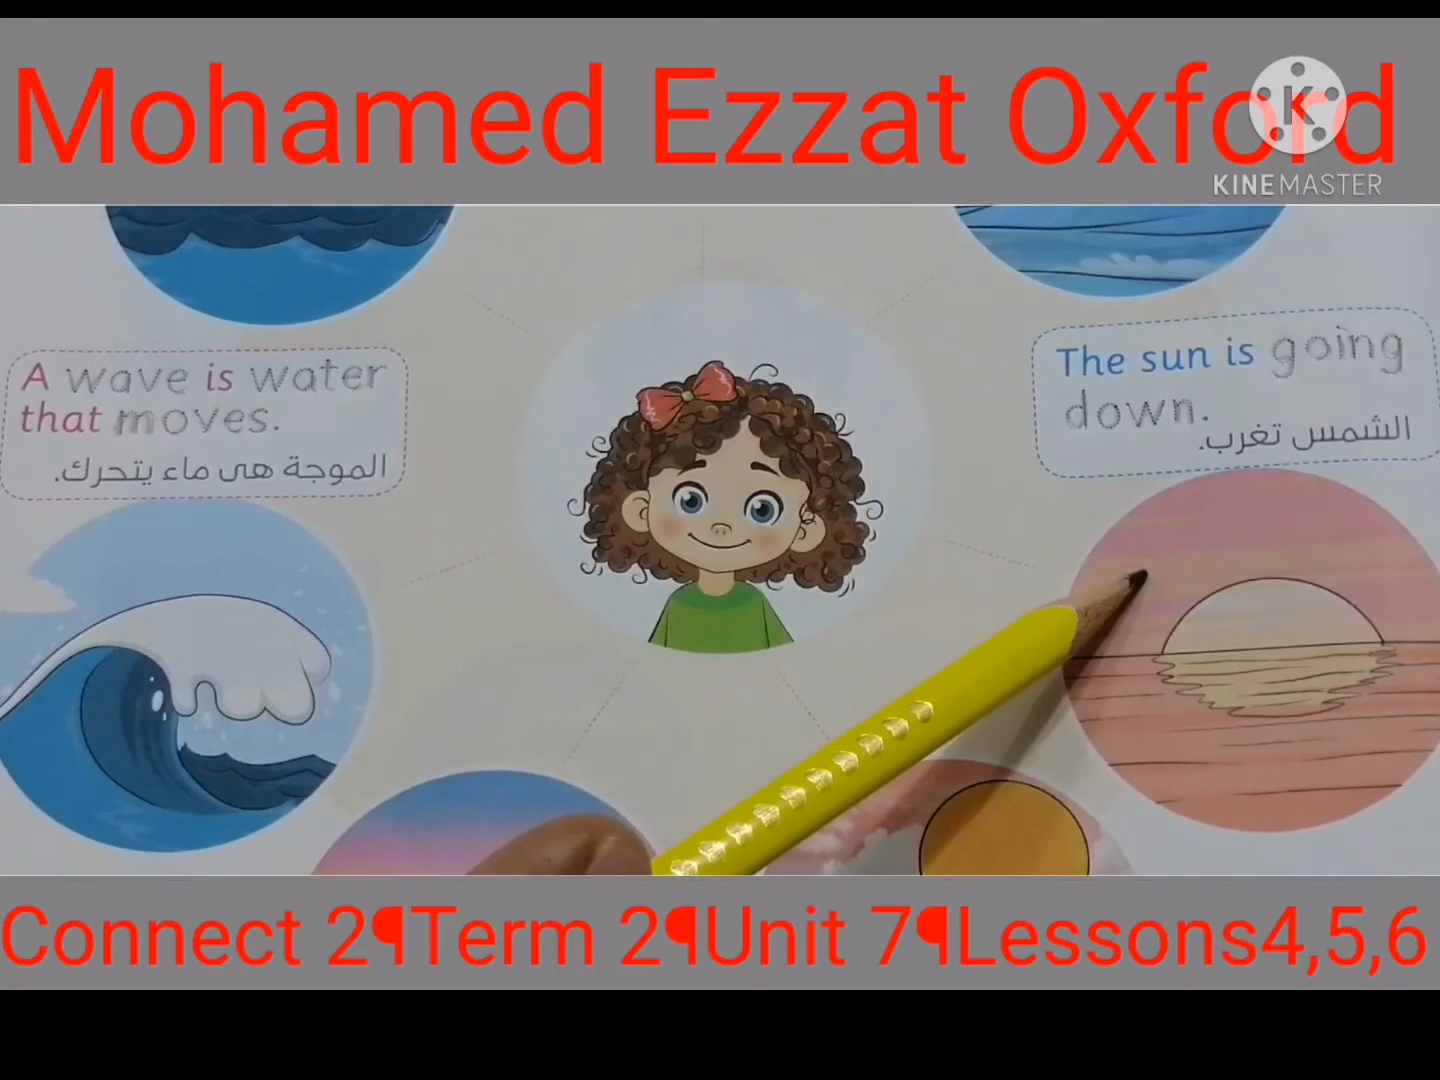 Mohamed Ezzat Oxford
KINEMASTER
A wave is water
that moves.
الموجة هى ماء يتحرك.
The sun is going
down.
الشمس تغرب.
Connect 2¶Term 2¶Unit 7¶Lessons4,5,6